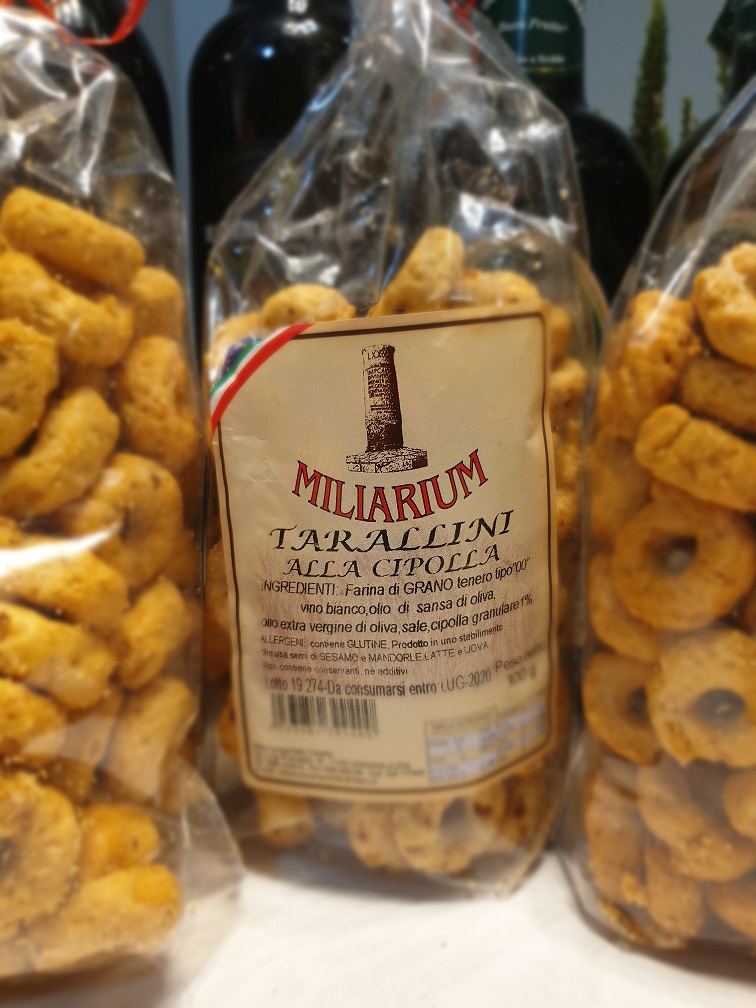 MILIARIUM
TARALLINI
ALLA CIPOLLA
INGREDIENTI: Farina di GRANO tenero tipo"00"
vino bianco,olio di sansa di oliva,
olio extra vergine di oliva,sale,cipolla granulare1%
ALLERGENI: contiene GLUTINE, Prodotto in uno stabilimento
che usa semi di SESAMO e MANDORLE,LATTE e UOVA
Non contiene conservanti, nè additivi
Lotto 19 274-Da consumarsi entro LUG-2020 Peso netto
300 g